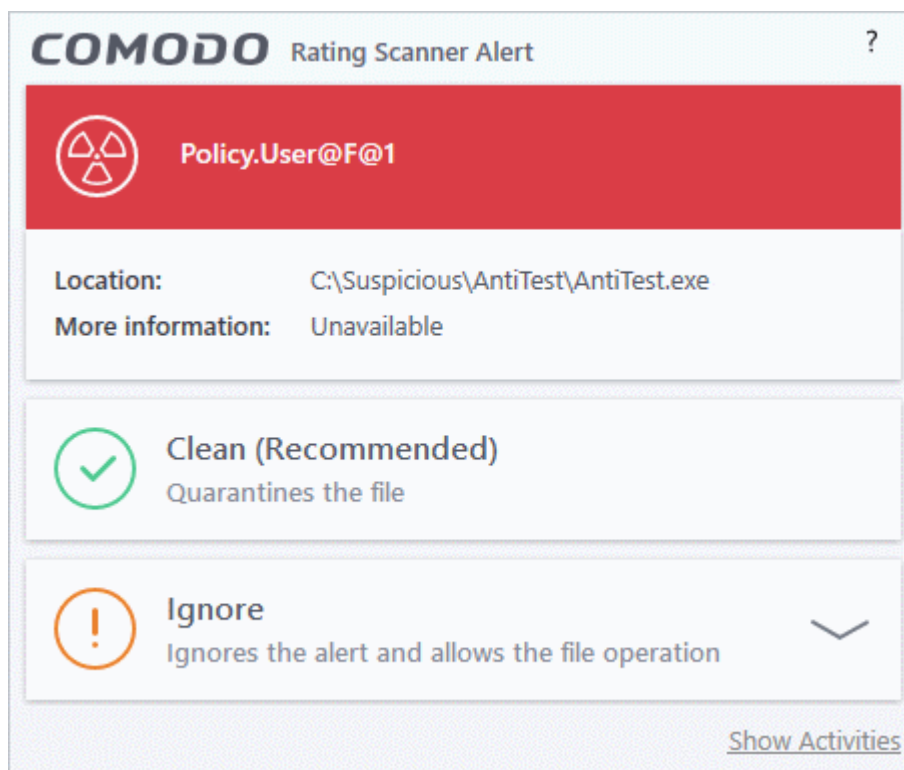 COMODO Rating Scanner Alert ?
Policy.User@F@1
Location: C:\Suspicious\AntiTest\AntiTest.exe
More information: Unavailable
Clean (Recommended)
Quarantines the file
Ignore
Ignores the alert and allows the file operation
Show Activities